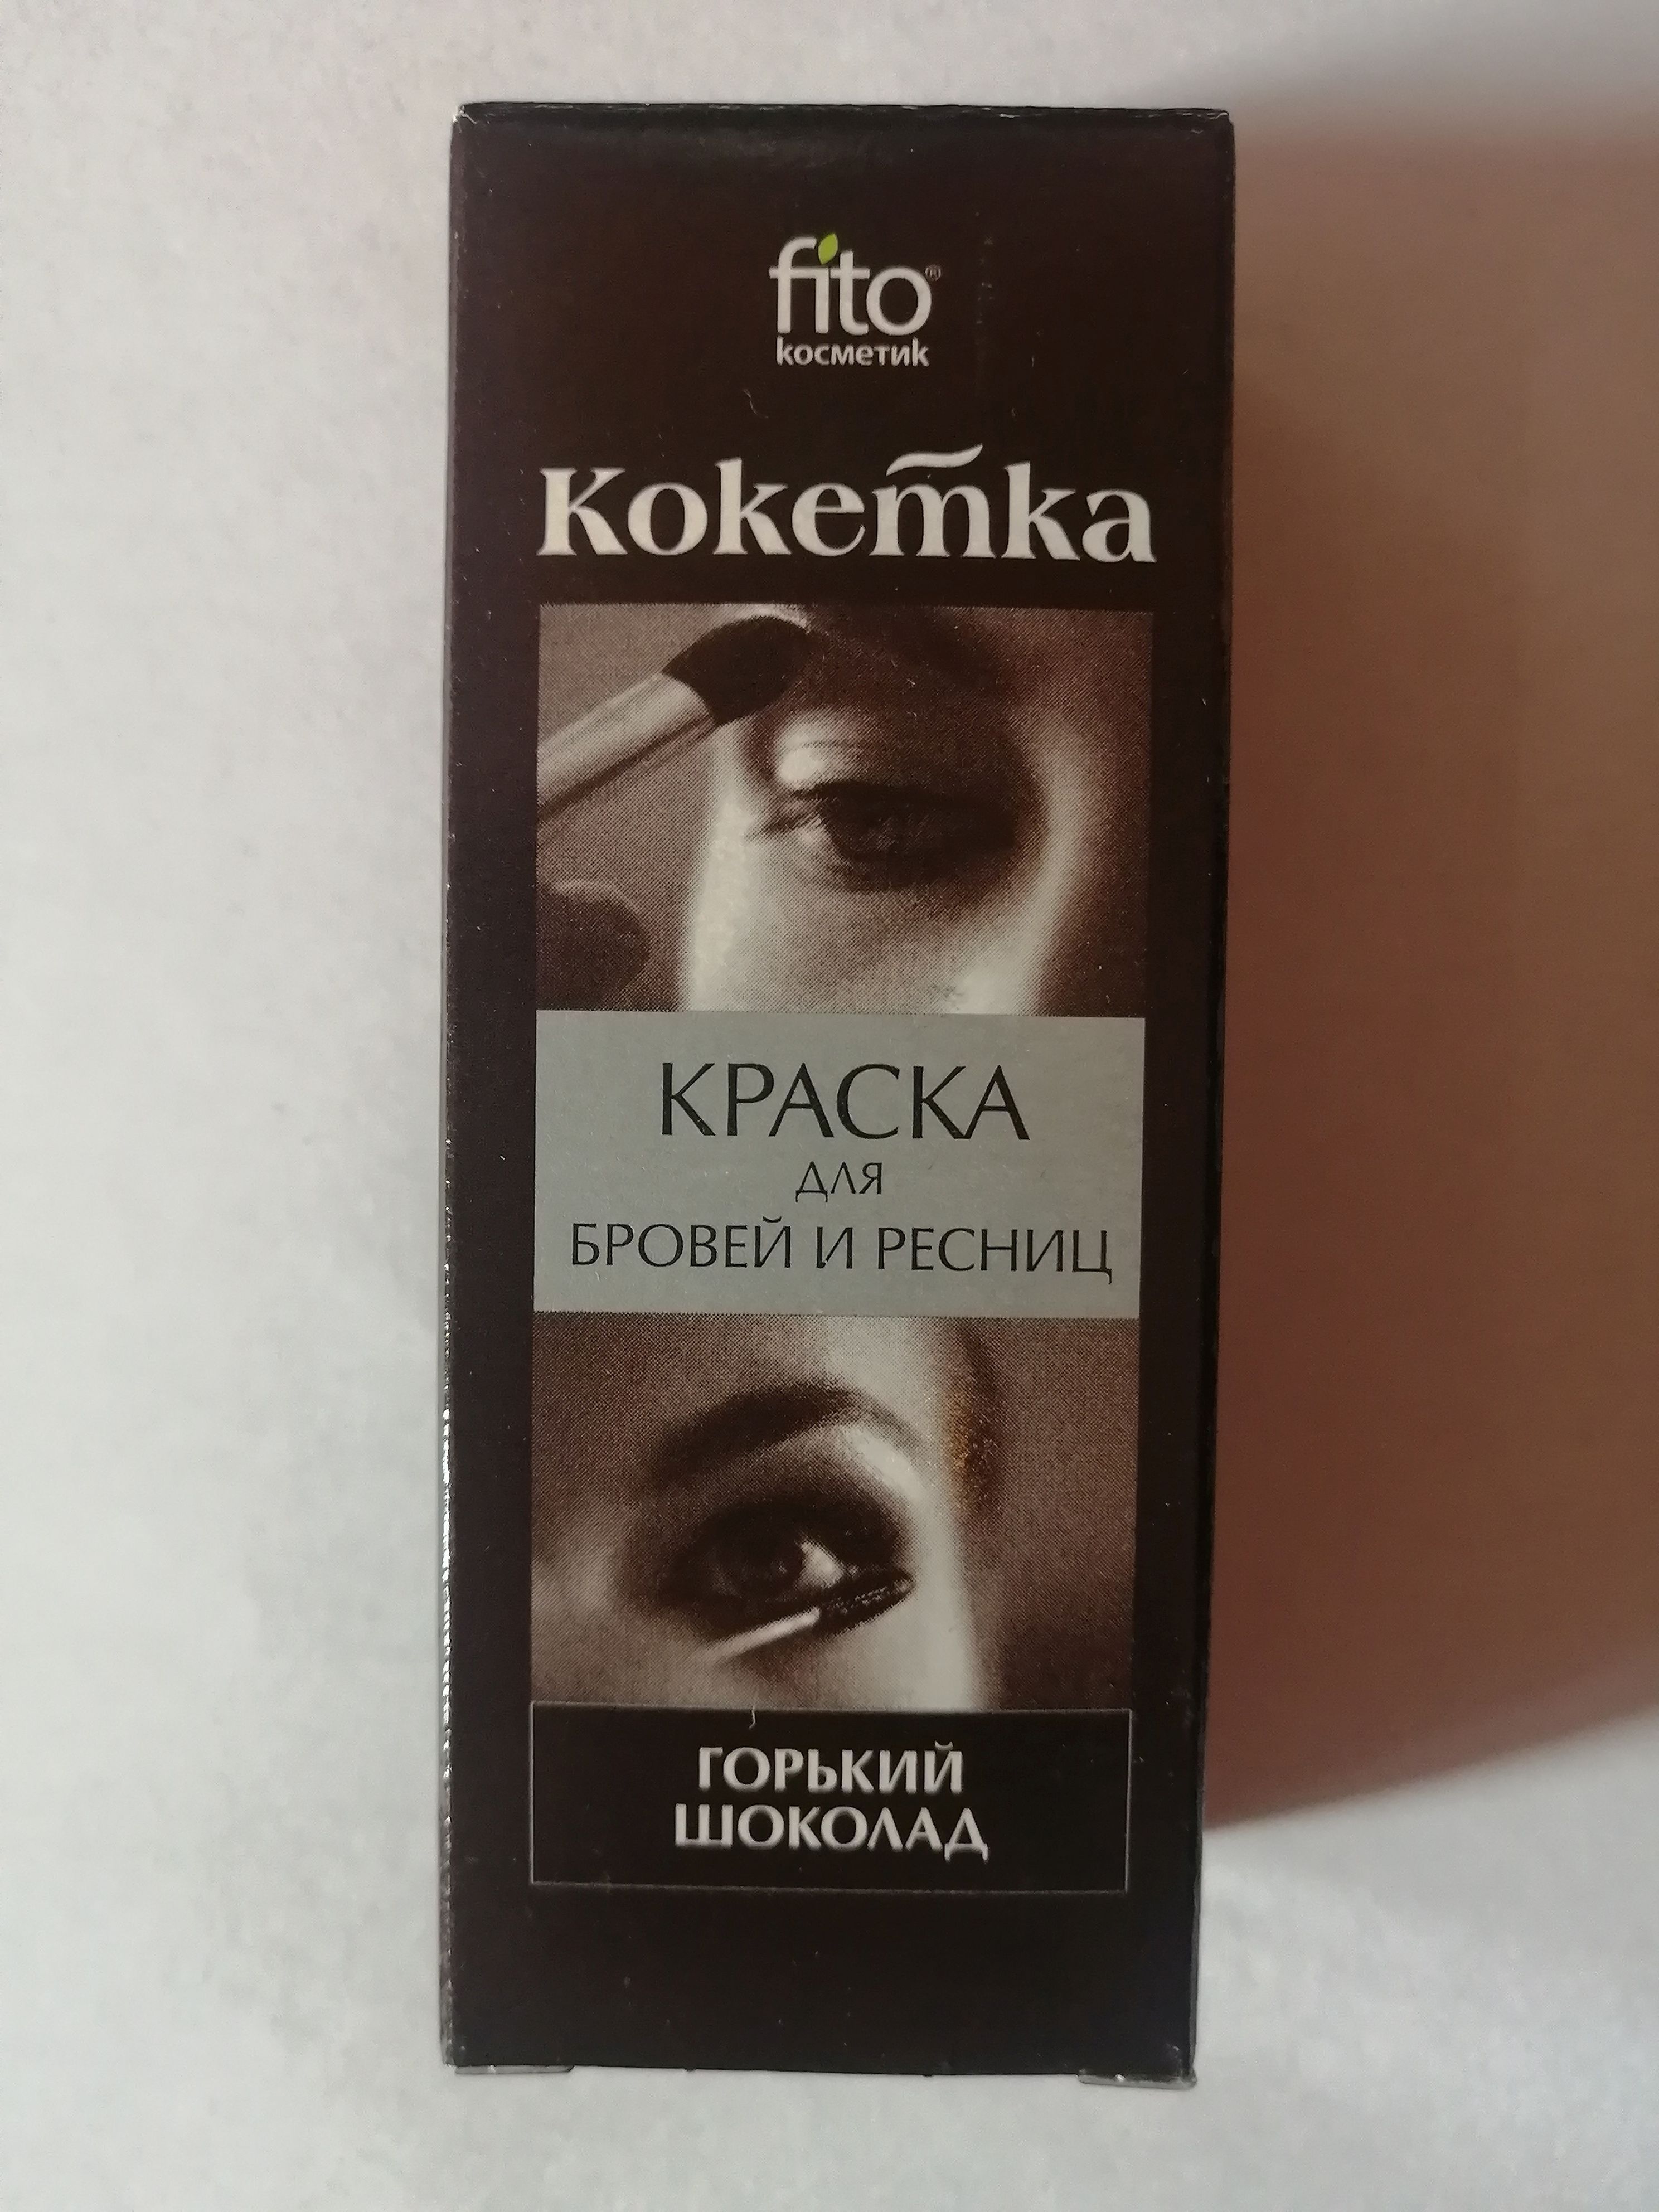 fito®
косметик
Кокетка
КРАСКА
ДЛЯ
БРОВЕЙ И РЕСНИЦ
ГОРЬКИЙ
ШОКОЛАД